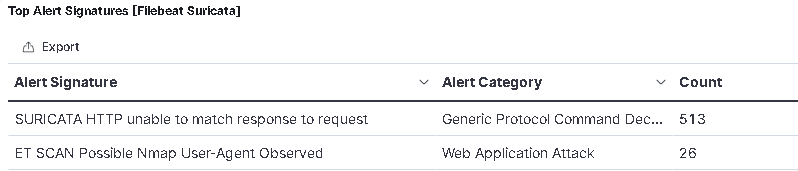 Top Alert Signatures [Filebeat Suricata]
Export
Alert Signature Alert Category Count
SURICATA HTTP unable to match response to request Generic Protocol Command Dec... 513
ET SCAN Possible Nmap User-Agent Observed Web Application Attack 26